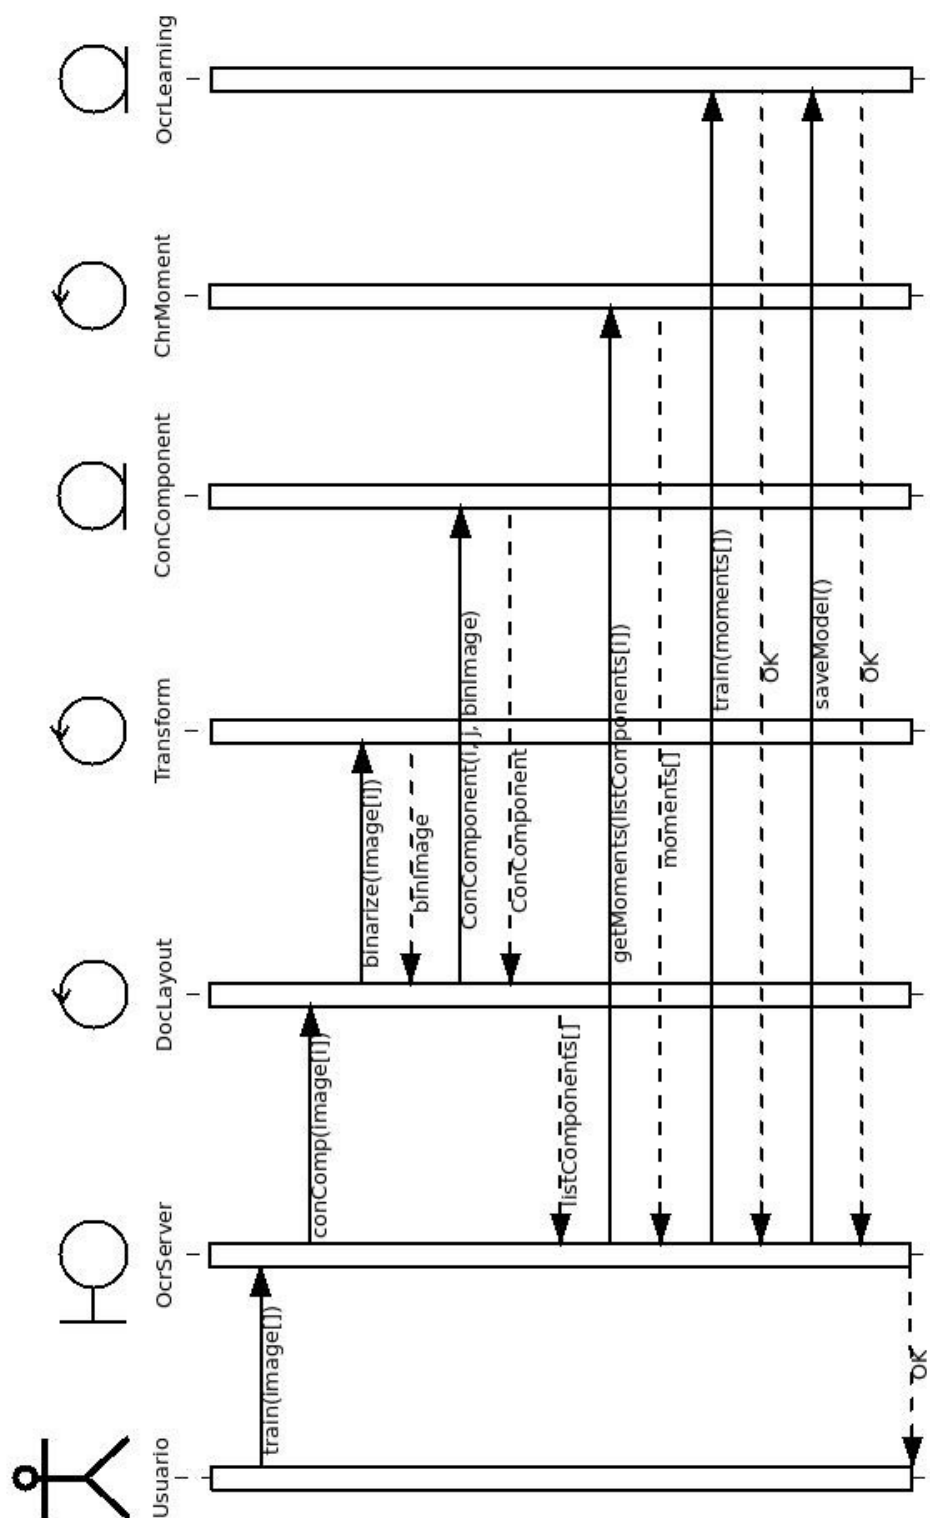 Usuario
OcrServer
DocLayout
Transform
ConComponent
ChrMoment
OcrLearning
train(image[])
conComp(image[i])
binarize(image[i])
binImage
ConComponent(i, j, binImage)
ConComponent
listComponents[]
getMoments(listComponents[i])
moments[]
train(moments[])
OK
saveModel()
OK
OK